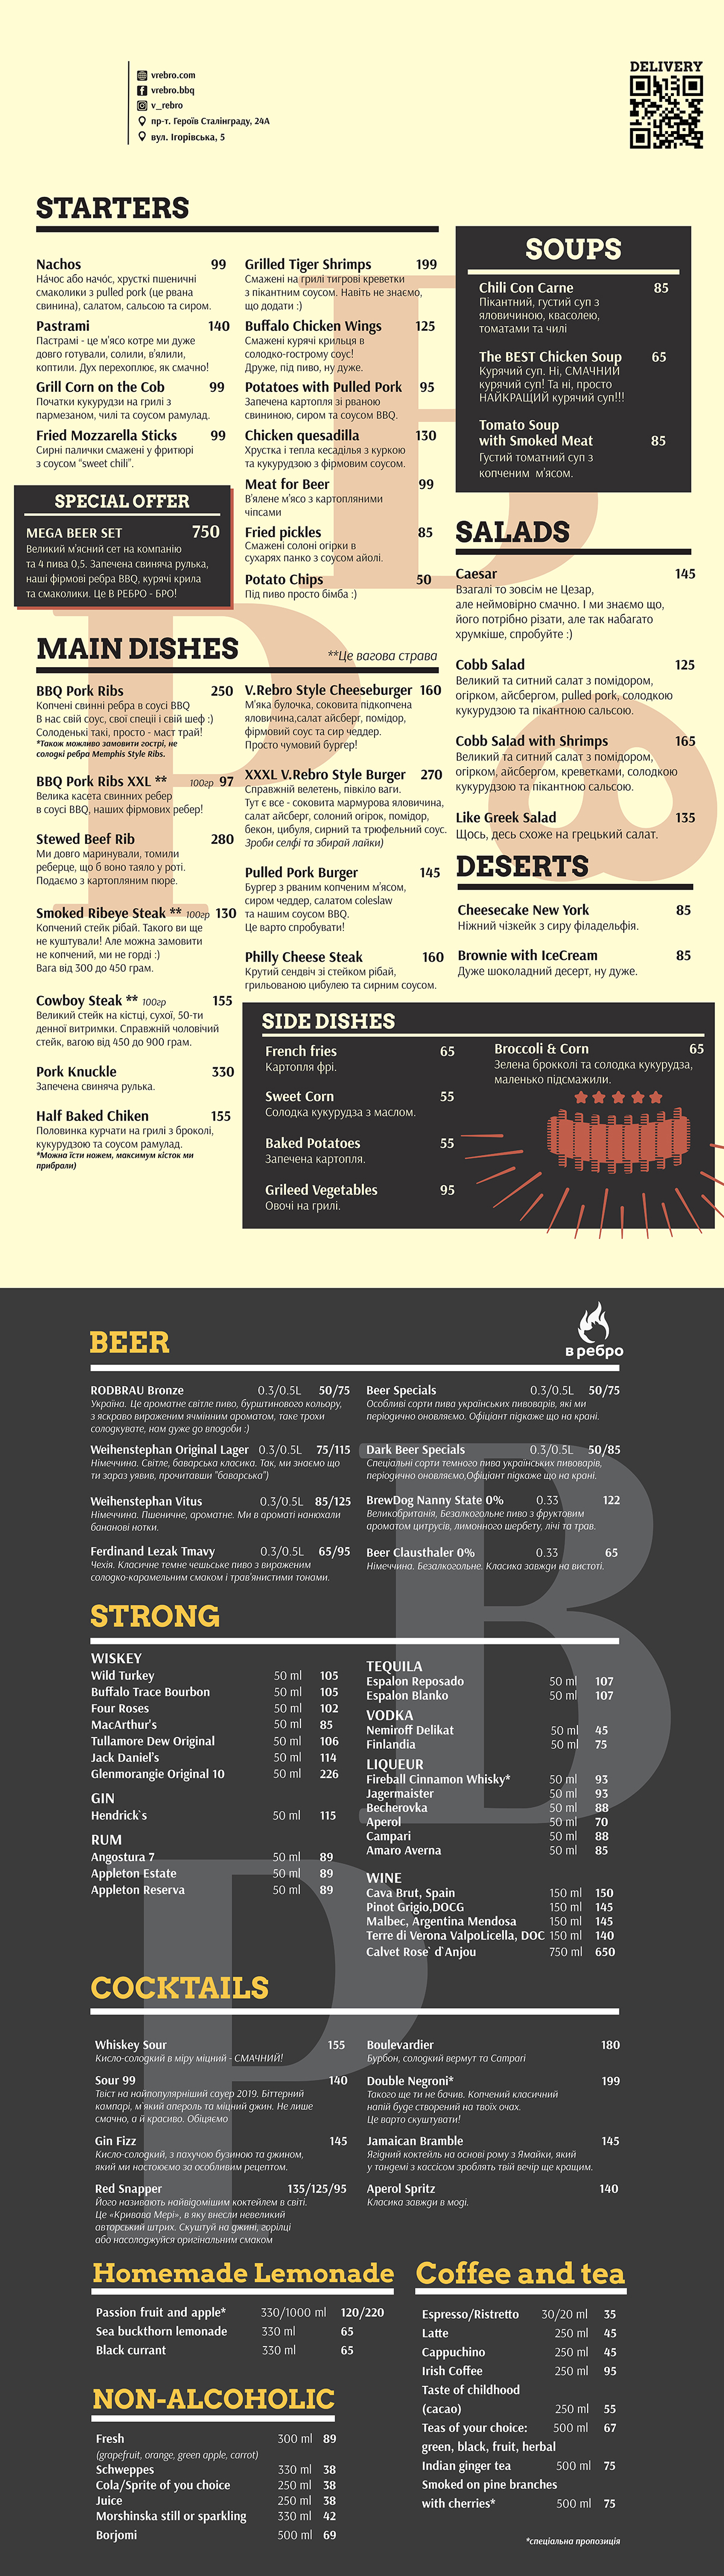 vrebro.com
vrebro.bbq
v_rebro
пр-т. Героїв Сталінграду, 24А
вул. Ігорівська, 5
DELIVERY
STARTERS
Nachos 99
На́чос або начо́с, хрусткі пшеничні
смаколики з pulled pork (це рвана
свинина), салатом, сальсою та сиром.
Pastrami 140
Пастрамі - це м'ясо котре ми дуже
довго готували, солили, в'ялили,
коптили. Дух перехоплює, як смачно!
Grill Corn on the Cob 99
Початки кукурудзи на грилі з
пармезаном, чилі та соусом рамулад.
Fried Mozzarella Sticks 99
Сирні палички смажені у фритюрі
з соусом “sweet chili”.
Grilled Tiger Shrimps 199
Смажені на грилі тигрові креветки
з пікантним соусом. Навіть не знаємо,
що додати :)
Buffalo Chicken Wings 125
Смажені курячі крильця в
солодко-гострому соусі!
Друже, під пиво, ну дуже.
Potatoes with Pulled Pork 95
Запечена картопля зі рваною
свининою, сиром та соусом BBQ.
Chicken quesadilla 130
Хрустка і тепла кесаділья з куркою
та кукурудзою з фірмовим соусом.
Meat for Beer 99
В'ялене м'ясо з картопляними
чіпсами
Fried pickles 85
Смажені солоні огірки в
сухарях панко з соусом айолі.
Potato Chips 50
Під пиво просто бімба :)
SPECIAL OFFER
MEGA BEER SET 750
Великий м'ясний сет на компанію
та 4 пива 0,5. Запечена свиняча рулька,
наші фірмові ребра BBQ, курячі крила
та смаколики. Це В РЕБРО - БРО!
SOUPS
Chili Con Carne 85
Пікантний, густий суп з
яловичиною, квасолею,
томатами та чилі
The BEST Chicken Soup 65
Курячий суп. Ні, СМАЧНИЙ
курячий суп! Та ні, просто
НАЙКРАЩИЙ курячий суп!!!
Tomato Soup
with Smoked Meat 85
Густий томатний суп з
копченим м'ясом.
SALADS
Caesar 145
Взагалі то зовсім не Цезар,
але неймовірно смачно. І ми знаємо що,
його потрібно різати, але так набагато
хрумкіше, спробуйте :)
Cobb Salad 125
Великий та ситний салат з помідором,
огірком, айсбергом, pulled pork, солодкою
кукурудзою та пікантною сальсою.
Cobb Salad with Shrimps 165
Великий та ситний салат з помідором,
огірком, айсбергом, креветками, солодкою
кукурудзою та пікантною сальсою.
Like Greek Salad 135
Щось, десь схоже на грецький салат.
MAIN DISHES
**Це вагова страва
BBQ Pork Ribs 250
Копчені свинні ребра в соусі BBQ
В нас свій соус, свої спеції і свій шеф :)
Солоденькі такі, просто - маст трай!
*Також можливо замовити гострі, не
солодкі ребра Memphis Style Ribs.
BBQ Pork Ribs XXL ** 100гр 97
Велика касета свинних ребер
в соусі BBQ, наших фірмових ребер!
Stewed Beef Rib 280
Ми довго маринували, томили
реберце, що б воно таяло у роті.
Подаємо з картопляним пюре.
Smoked Ribeye Steak ** 100гр 130
Копчений стейк рібай. Такого ви ще
не куштували! Але можна замовити
не копчений, ми не горді :)
Вага від 300 до 450 грам.
Cowboy Steak ** 100гр 155
Великий стейк на кістці, сухої, 50-ти
денної витримки. Справжній чоловічий
стейк, вагою від 450 до 900 грам.
Pork Knuckle 330
Запечена свиняча рулька.
Half Baked Chiken 155
Половинка курчати на грилі з броколі,
кукурудзою та соусом рамулад.
*Можна їсти ножем, максимум кісток ми
прибрали)
V.Rebro Style Cheeseburger 160
М'яка булочка, соковита підкопчена
яловичина,салат айсберг, помідор,
фірмовий соус та сир чеддер.
Просто чумовий бургер!
XXXL V.Rebro Style Burger 270
Справжній велетень, півкіло ваги.
Тут є все - соковита мармурова яловичина,
салат айсберг, солоний огірок, помідор,
бекон, цибуля, сирний та трюфельний соус.
Зроби селфі та збирай лайки)
Pulled Pork Burger 145
Бургер з рваним копченим м'ясом,
сиром чеддер, салатом coleslaw
та нашим соусом BBQ.
Це варто спробувати!
Philly Cheese Steak 160
Крутий сендвіч зі стейком рібай,
грильованою цибулею та сирним соусом.
DESERTS
Cheesecake New York 85
Ніжний чізкейк з сиру філадельфія.
Brownie with IceCream 85
Дуже шоколадний десерт, ну дуже.
SIDE DISHES
French fries 65
Картопля фрі.
Sweet Corn 55
Солодка кукурудза з маслом.
Baked Potatoes 55
Запечена картопля.
Grileed Vegetables 95
Овочі на грилі.
Broccoli & Corn 65
Зелена брокколі та солодка кукурудза,
маленько підсмажили.
в ребро
BEER
RODBRAU Bronze 0.3/0.5L 50/75
Україна. Це ароматне світле пиво, бурштинового кольору,
з яскраво вираженим ячмінним ароматом, таке трохи
солодкувате, нам дуже до вподоби :)
Weihenstephan Original Lager 0.3/0.5L 75/115
Німеччина. Світле, баварська класика. Так, ми знаємо що
ти зараз уявив, прочитавши "баварська")
Weihenstephan Vitus 0.3/0.5L 85/125
Німеччина. Пшеничне, ароматне. Ми в ароматі нанюхали
бананові нотки.
Ferdinand Lezak Tmavy 0.3/0.5L 65/95
Чехія. Класичне темне чешьське пиво з вираженим
солодко-карамельним смаком і трав'янистими тонами.
Beer Specials 0.3/0.5L 50/75
Особливі сорти пива українських пивоварів, які ми
періодично оновляємо. Офіціант підкаже що на крані.
Dark Beer Specials 0.3/0.5L 50/85
Спеціальні сорти темного пива українських пивоварів,
періодично оновляємо,Офіціант підкаже що на крані.
BrewDog Nanny State 0% 0.33 122
Великобританія, Безалкогольне пиво з фруктовим
ароматом цитрусів, лимонного шербету, лічі та трав.
Beer Clausthaler 0% 0.33 65
Німеччина. Безалкогольне. Класика завжди на вистоті.
STRONG
WISKEY
Wild Turkey 50 ml 105
Buffalo Trace Bourbon 50 ml 105
Four Roses 50 ml 102
MacArthur's 50 ml 85
Tullamore Dew Original 50 ml 106
Jack Daniel’s 50 ml 114
Glenmorangie Original 10 50 ml 226
GIN
Hendrick`s 50 ml 115
RUM
Angostura 7 50 ml 89
Appleton Estate 50 ml 89
Appleton Reserva 50 ml 89
TEQUILA
Espalon Reposado 50 ml 107
Espalon Blanko 50 ml 107
VODKA
Nemiroff Delikat 50 ml 45
Finlandia 50 ml 75
LIQUEUR
Fireball Cinnamon Whisky* 50 ml 93
Jagermaister 50 ml 93
Becherovka 50 ml 88
Aperol 50 ml 70
Campari 50 ml 88
Amaro Averna 50 ml 85
WINE
Cava Brut, Spain 150 ml 150
Pinot Grigio,DOCG 150 ml 145
Malbec, Argentina Mendosa 150 ml 145
Terre di Verona ValpoLicella, DOC 150 ml 140
Calvet Rose` d`Anjou 750 ml 650
COCKTAILS
Whiskey Sour 155
Кисло-солодкий в міру міцний - СМАЧНИЙ!
Sour 99 140
Твіст на найпопулярніший сауер 2019. Біттерний
кампарі, м'який апероль та міцний джин. Не лише
смачно, а й красиво. Обіцяємо
Gin Fizz 145
Кисло-солодкий, з пахучою бузиною та джином,
який ми настоюємо за особливим рецептом.
Red Snapper 135/125/95
Його називають найвідомішим коктейлем в світі.
Це «Кривава Мері», в яку внесли невеликий
авторський штрих. Скуштуй на джині, горілці
або насолоджуйся оригінальним смаком
Boulevardier 180
Бурбон, солодкий вермут та Campari
Double Negroni* 199
Такого ще ти не бачив. Копчений класичний
напій буде створений на твоїх очах.
Це варто скуштувати!
Jamaican Bramble 145
Ягідний коктейль на основі рому з Ямайки, який
у тандемі з кассісом зроблять твій вечір ще кращим.
Aperol Spritz 140
Класика завжди в моді.
Homemade Lemonade
Passion fruit and apple* 330/1000 ml 120/220
Sea buckthorn lemonade 330 ml 65
Black currant 330 ml 65
NON-ALCOHOLIC
Fresh 300 ml 89
(grapefruit, orange, green apple, carrot)
Schweppes 330 ml 38
Cola/Sprite of you choice 250 ml 38
Juice 250 ml 38
Morshinska still or sparkling 330 ml 42
Borjomi 500 ml 69
Coffee and tea
Espresso/Ristretto 30/20 ml 35
Latte 250 ml 45
Cappuchino 250 ml 45
Irish Coffee 250 ml 95
Taste of childhood
(cacao) 250 ml 55
Teas of your choice: 500 ml 67
green, black, fruit, herbal
Indian ginger tea 500 ml 75
Smoked on pine branches
with cherries* 500 ml 75
*спеціальна пропозиція